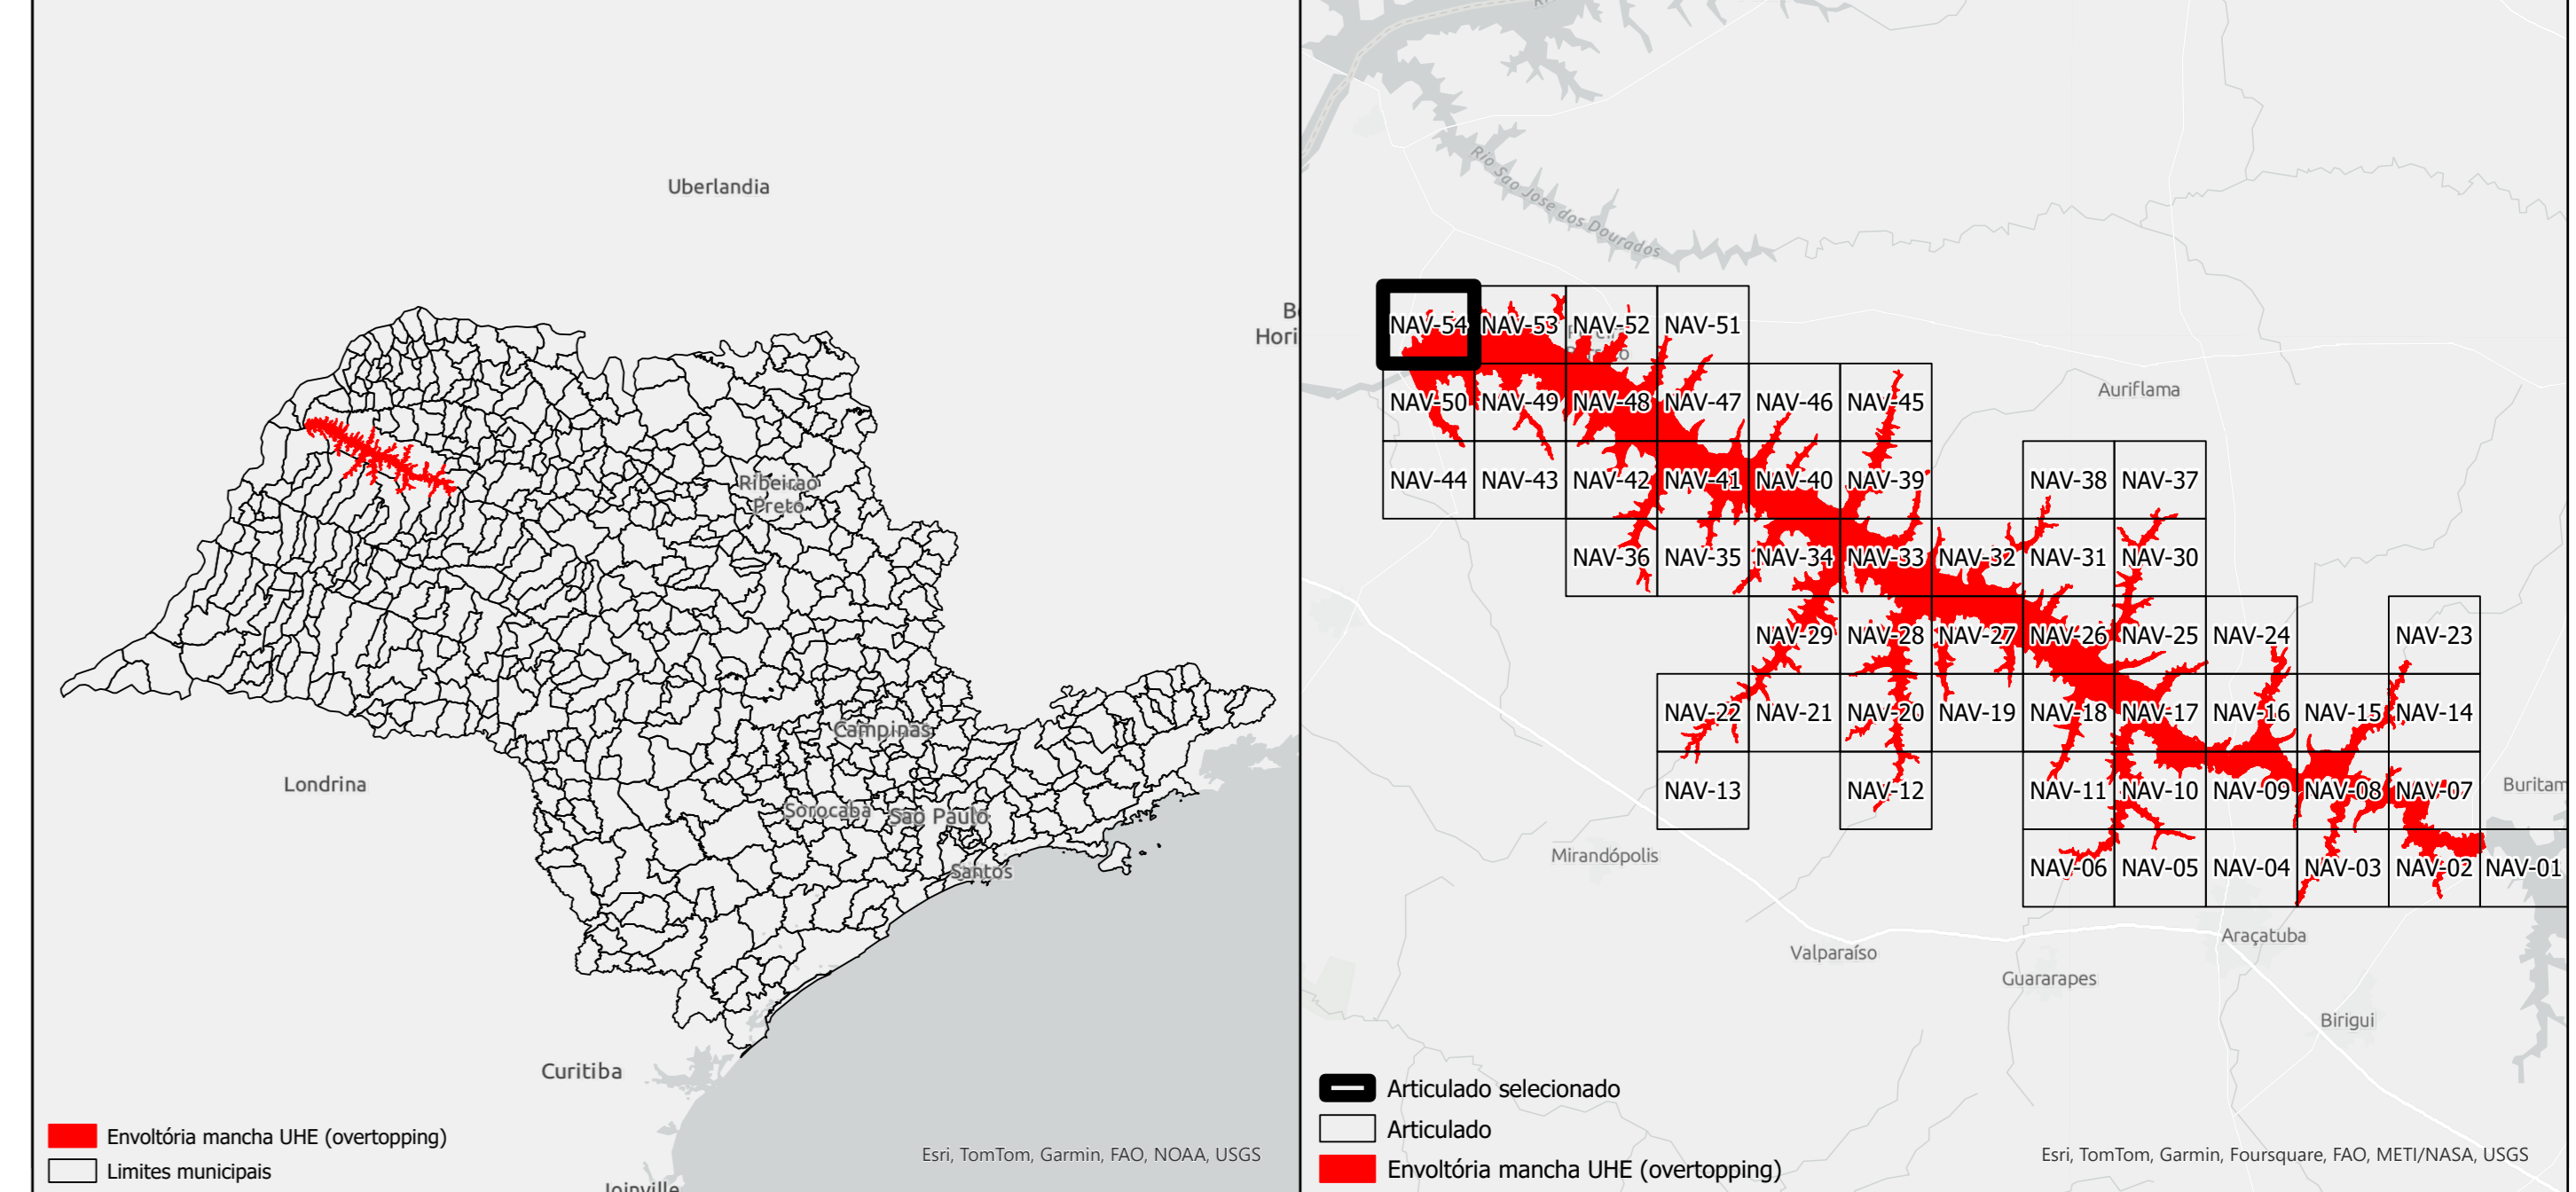 Uberlandia
Ribeirao
Preto
Campinas
Londrina
Sorocaba
Sao Paulo
Santos
Curitiba
Envoltória mancha UHE (overtopping)
Limites municipais
Esri, TomTom, Garmin, FAO, NOAA, USGS
Rio Sao Jose dos Dourados
NAV-54 NAV-53 NAV-52 NAV-51
Auriflama
NAV-50 NAV-49 NAV-48 NAV-47 NAV-46 NAV-45
NAV-44 NAV-43 NAV-42 NAV-41 NAV-40 NAV-39 NAV-38 NAV-37
NAV-36 NAV-35 NAV-34 NAV-33 NAV-32 NAV-31 NAV-30
NAV-29 NAV-28 NAV-27 NAV-26 NAV-25 NAV-24 NAV-23
NAV-22 NAV-21 NAV-20 NAV-19 NAV-18 NAV-17 NAV-16 NAV-15 NAV-14
NAV-13 NAV-12 NAV-11 NAV-10 NAV-09 NAV-08 NAV-07
Buritam
Mirandópolis
NAV-06 NAV-05 NAV-04 NAV-03 NAV-02 NAV-01
Araçatuba
Valparaíso
Guararapes
Birigui
Articulado selecionado
Articulado
Envoltória mancha UHE (overtopping)
Esri, TomTom, Garmin, Foursquare, FAO, METI/NASA, USGS